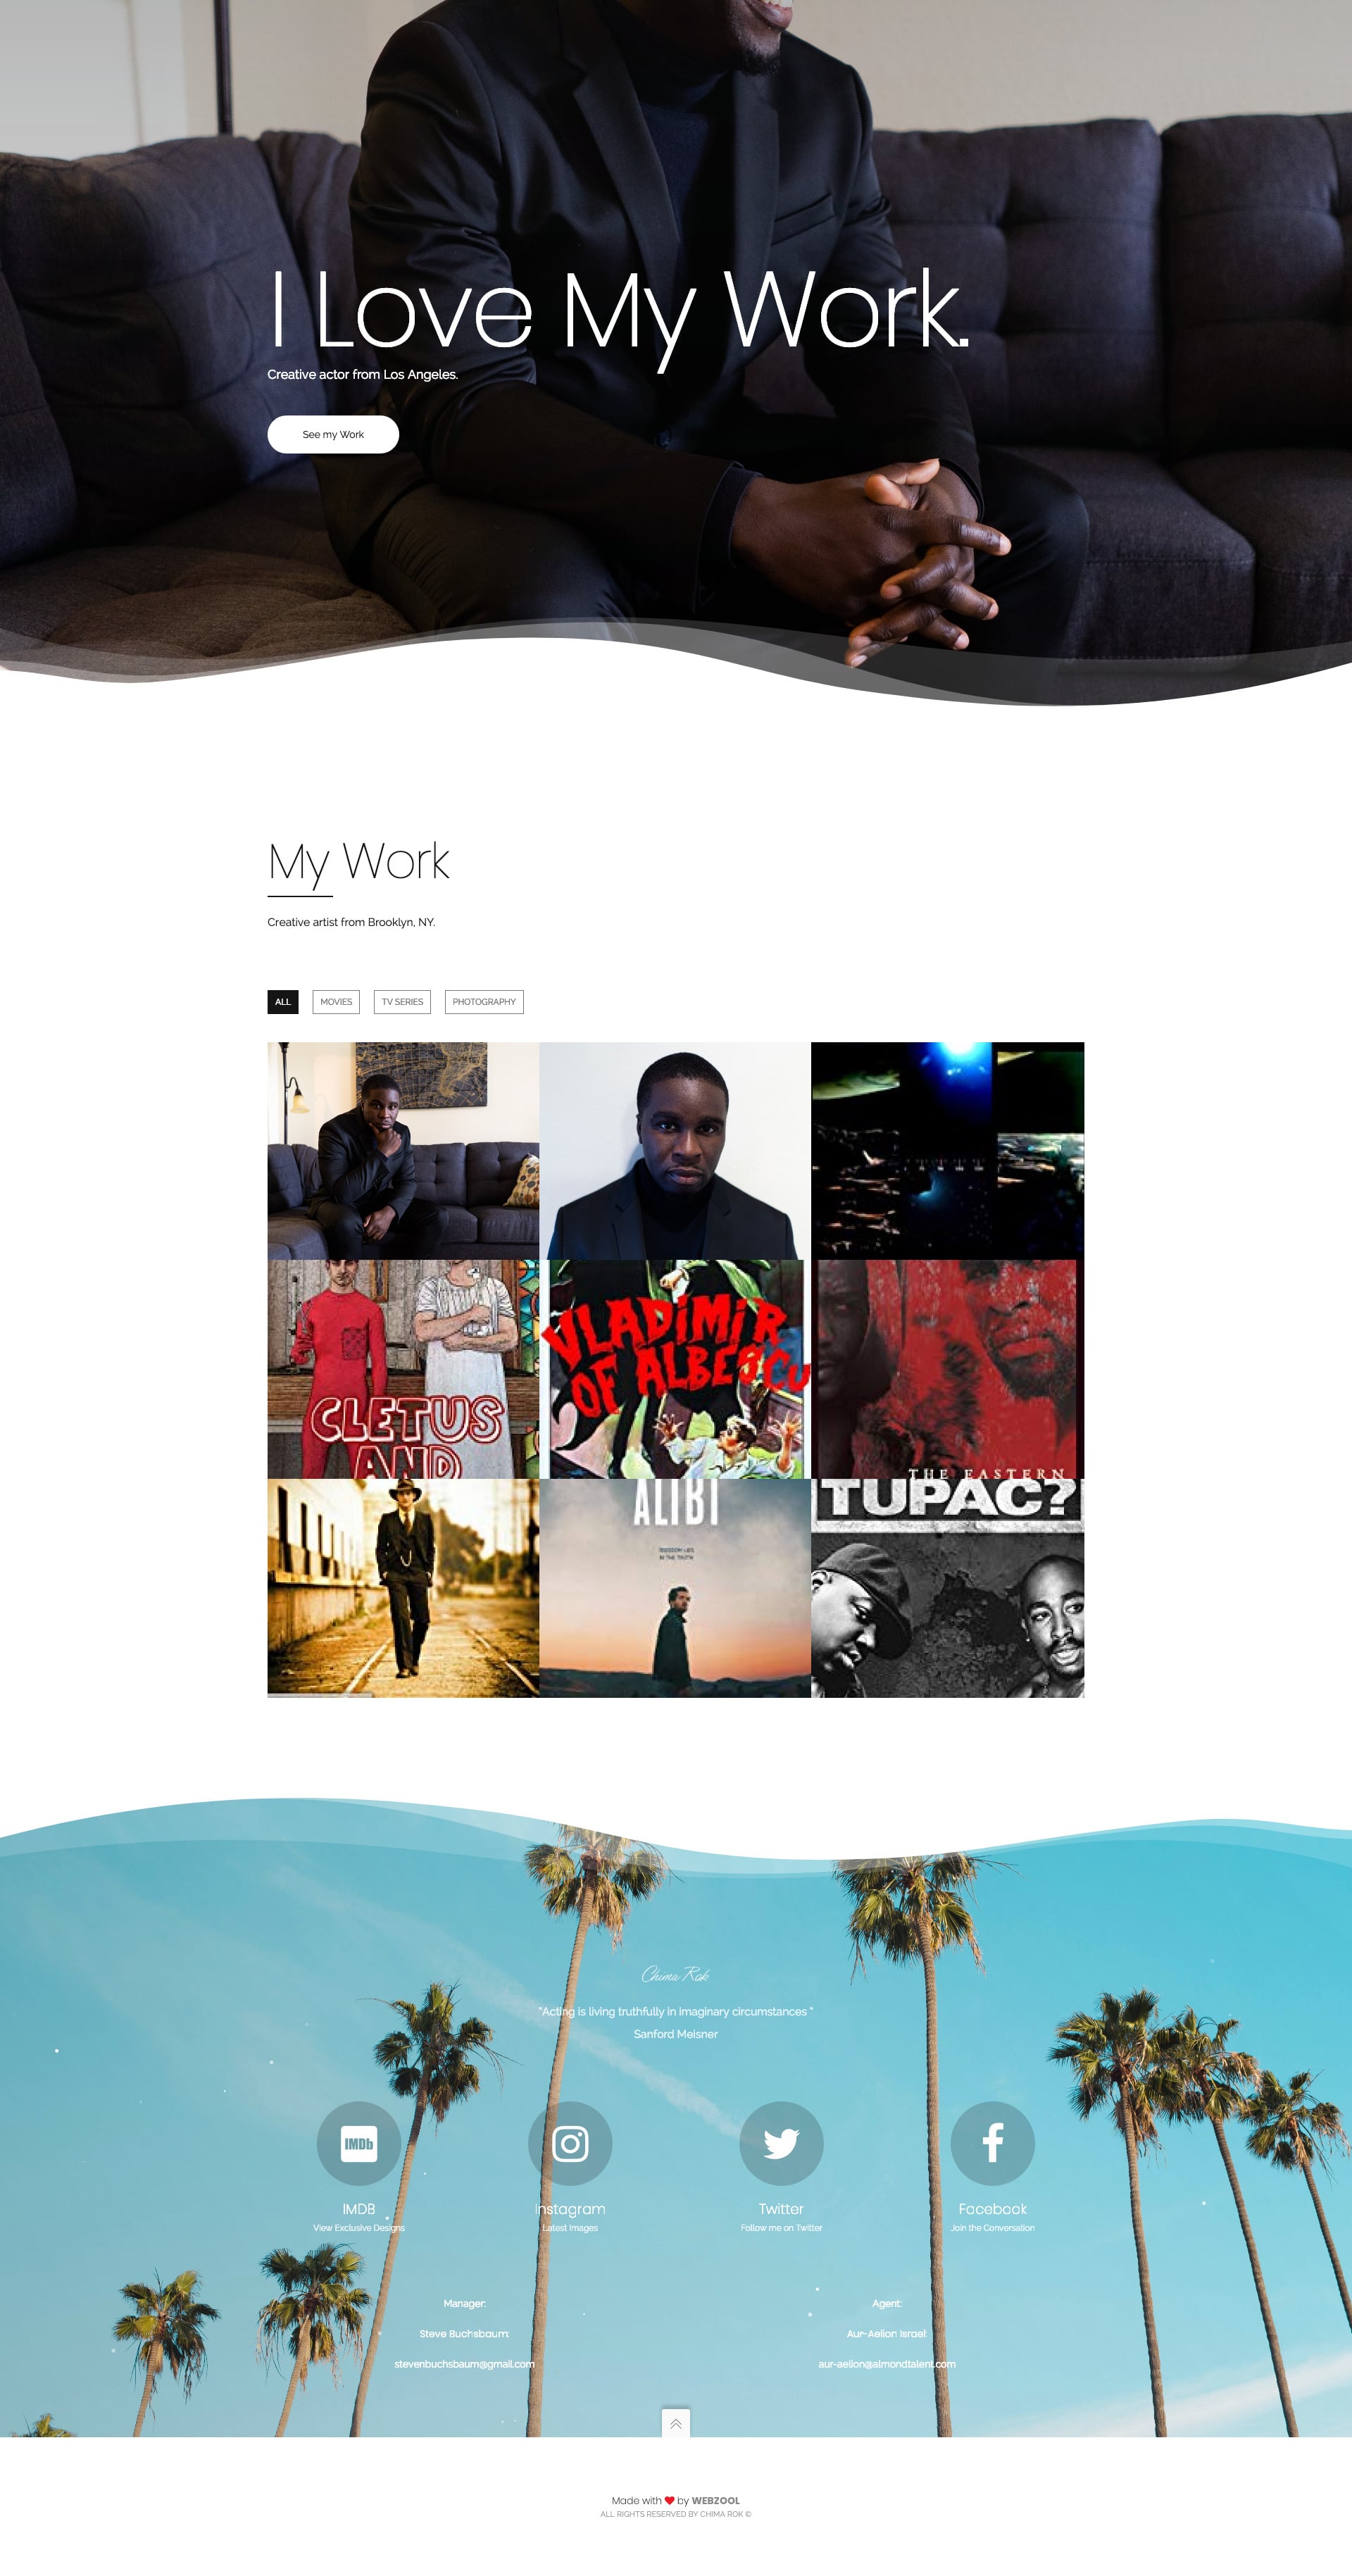 I Love My Work.
Creative actor from Los Angeles.
See my Work
My Work
Creative artist from Brooklyn, NY.
ALL MOVIES TV SERIES PHOTOGRAPHY
CLETUS
AND
VLADIMIR
OF ALBESCU
THE EASTERN
ALIBI
IN THE TRUTH
TUPAC?
Chima Rok
"Acting is living truthfully in imaginary circumstances "
Sanford Meisner
IMDb
IMDB Instagram Twitter Facebook
View Exclusive Designs Latest Images Follow me on Twitter Join the Conversation
Manager: Agent:
Steve Buchsbaum: Aur-Aelion Israel:
stevenbuchsbaum@gmail.com aur-aelion@almondtalent.com
Made with ❤ by WEBZOOL
ALL RIGHTS RESERVED BY CHIMA ROK ©